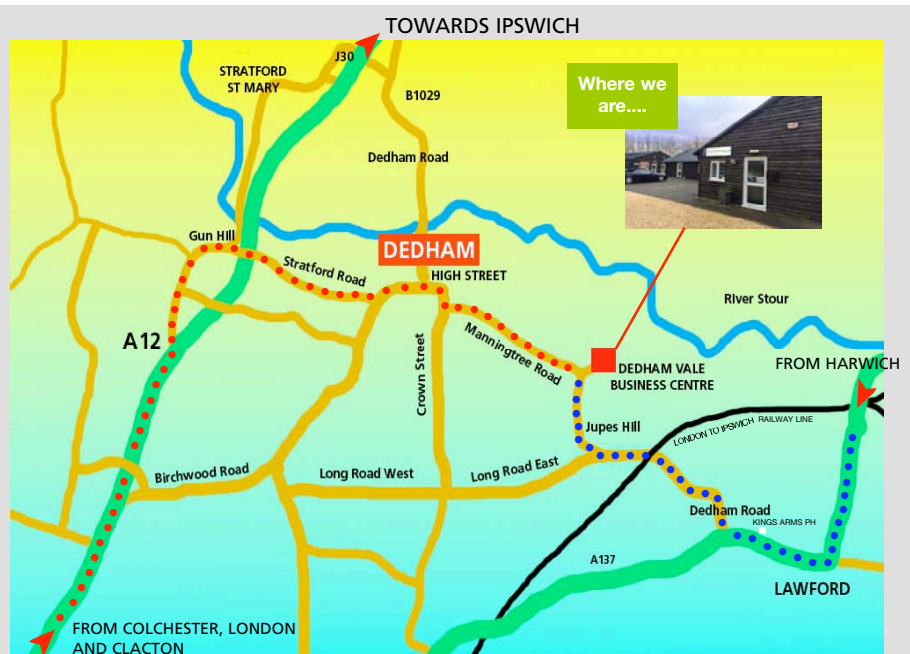 TOWARDS IPSWICH
J30
STRATFORD
ST MARY
B1029
Where we
are....
Dedham Road
Gun Hill
DEDHAM
Stratford Road
HIGH STREET
RIver Stour
A12
Manningtree Road
Crown Street
DEDHAM VALE
BUSINESS CENTRE
FROM HARWICH
Jupes Hill
LONDON TO IPSWICH RAILWAY LINE
Birchwood Road
Long Road West
Long Road East
Dedham Road
KINGS ARMS PH
A137
LAWFORD
FROM COLCHESTER, LONDON
AND CLACTON